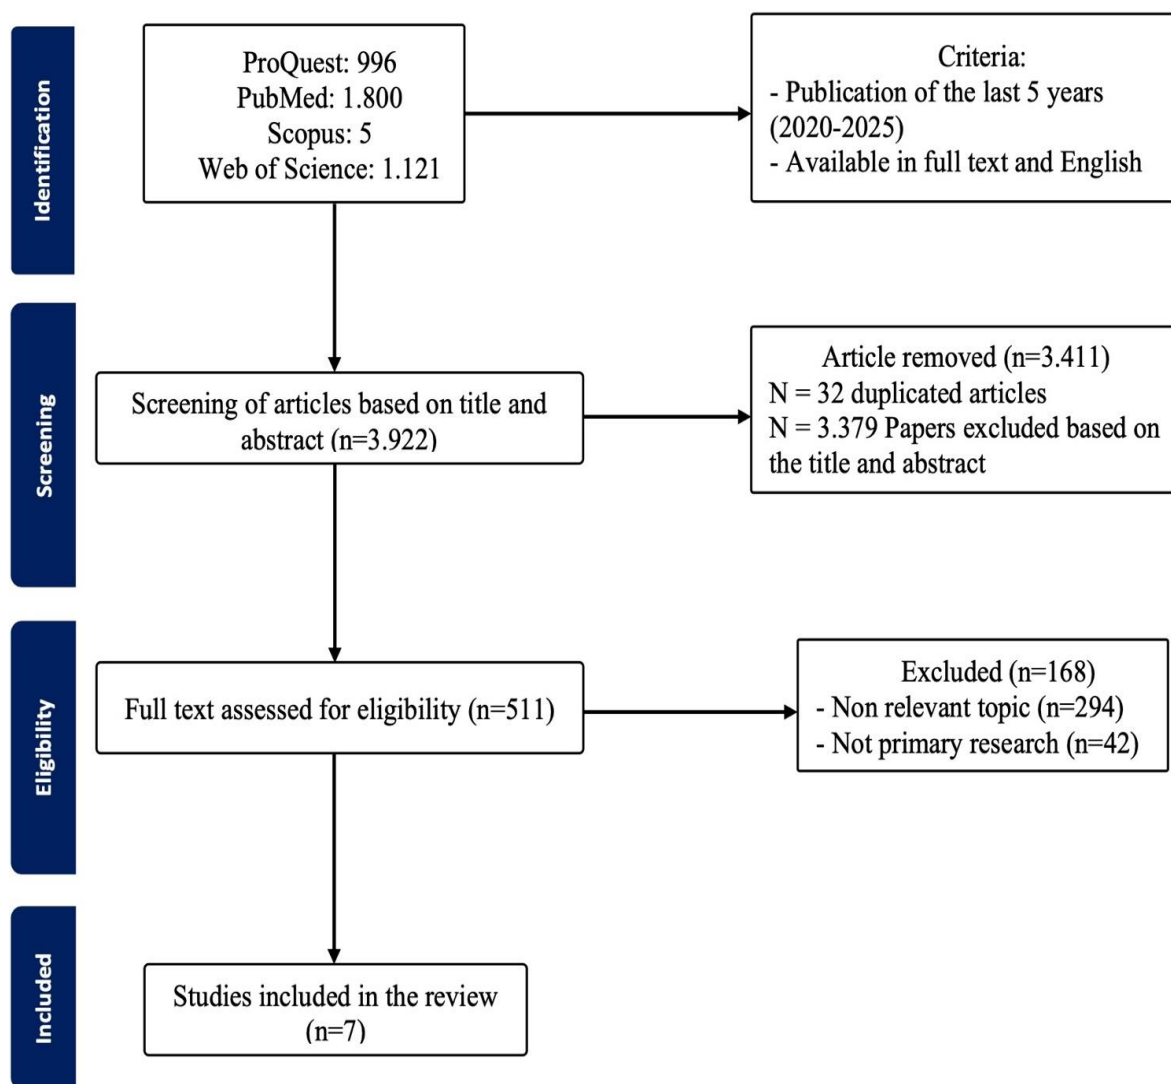 Identification
ProQuest: 996
PubMed: 1.800
Scopus: 5
Web of Science: 1.121
Criteria:
- Publication of the last 5 years
(2020-2025)
- Available in full text and English
Screening
Screening of articles based on title and
abstract (n=3.922)
Article removed (n=3.411)
N = 32 duplicated articles
N = 3.379 Papers excluded based on
the title and abstract
Eligibility
Full text assessed for eligibility (n=511)
Excluded (n=168)
- Non relevant topic (n=294)
- Not primary research (n=42)
Included
Studies included in the review
(n=7)